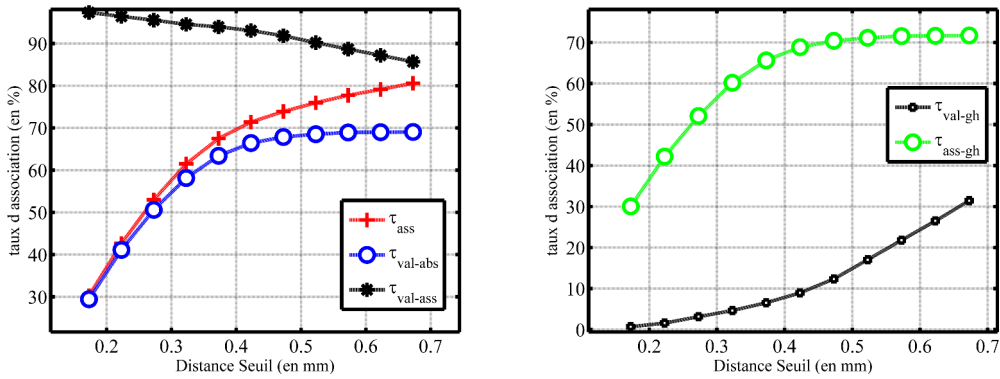 taux d association (en %)
90
80
70
60
50
40
30
0.2 0.3 0.4 0.5 0.6 0.7
Distance Seuil (en mm)
τass
τval-abs
τval-ass
taux d association (en %)
70
60
50
40
30
20
10
0
0.2 0.3 0.4 0.5 0.6 0.7
Distance Seuil (en mm)
τval-gh
τass-gh